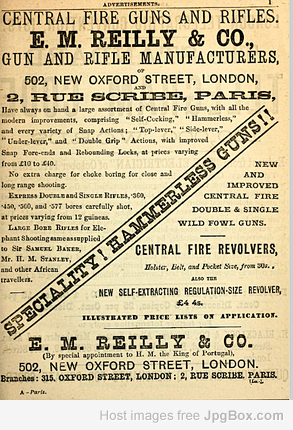 ADVERTISEMENTS. 1
CENTRAL FIRE GUNS AND RIFLES.
E. M. REILLY & CO.,
GUN AND RIFLE MANUFACTURERS,
OF
502, NEW OXFORD STREET, LONDON,
AND
2, RUE SCRIBE, PARIS,
Have always on hand a large assortment of Central Fire Guns, with all the
modern improvements, comprising "Self-Cocking," "Hammerless,"
and every variety of Snap Actions; "Top-lever," "Side-lever,"
"Under-lever," and "Double Grip" Actions, with improved
Snap Fore-ends and Rebounding Locks, at prices varying
from £10 to £40.
No extra charge for choke boring for close and
long range shooting.
EXPRESS DOUBLE AND SINGLE RIFLES, ·360,
·450, ·360, and ·577 bores carefully shot,
at prices varying from 12 guineas.
LARGE BORE RIFLES for Ele-
phant Shooting same as supplied
to Sir SAMUEL BAKER,
Mr. H. M. STANLEY,
and other African
travellers.
SPECIALITY! HAMMERLESS GUNS!!
NEW
AND
IMPROVED
CENTRAL FIRE
DOUBLE & SINGLE
WILD FOWL GUNS.
CENTRAL FIRE REVOLVERS,
Holster, Belt, and Pocket Size, from 30s.,
ALSO THE
NEW SELF-EXTRACTING REGULATION-SIZE REVOLVER,
£4 4s.
ILLUSTRATED PRICE LISTS ON APPLICATION.
E. M. REILLY & CO.
(By special appointment to H. M. the King of Portugal),
502, NEW OXFORD STREET, LONDON.
Branches: 315, OXFORD STREET, LONDON; 2, RUE SCRIBE, PARIS.
A - Paris.
Host images free JpgBox.com